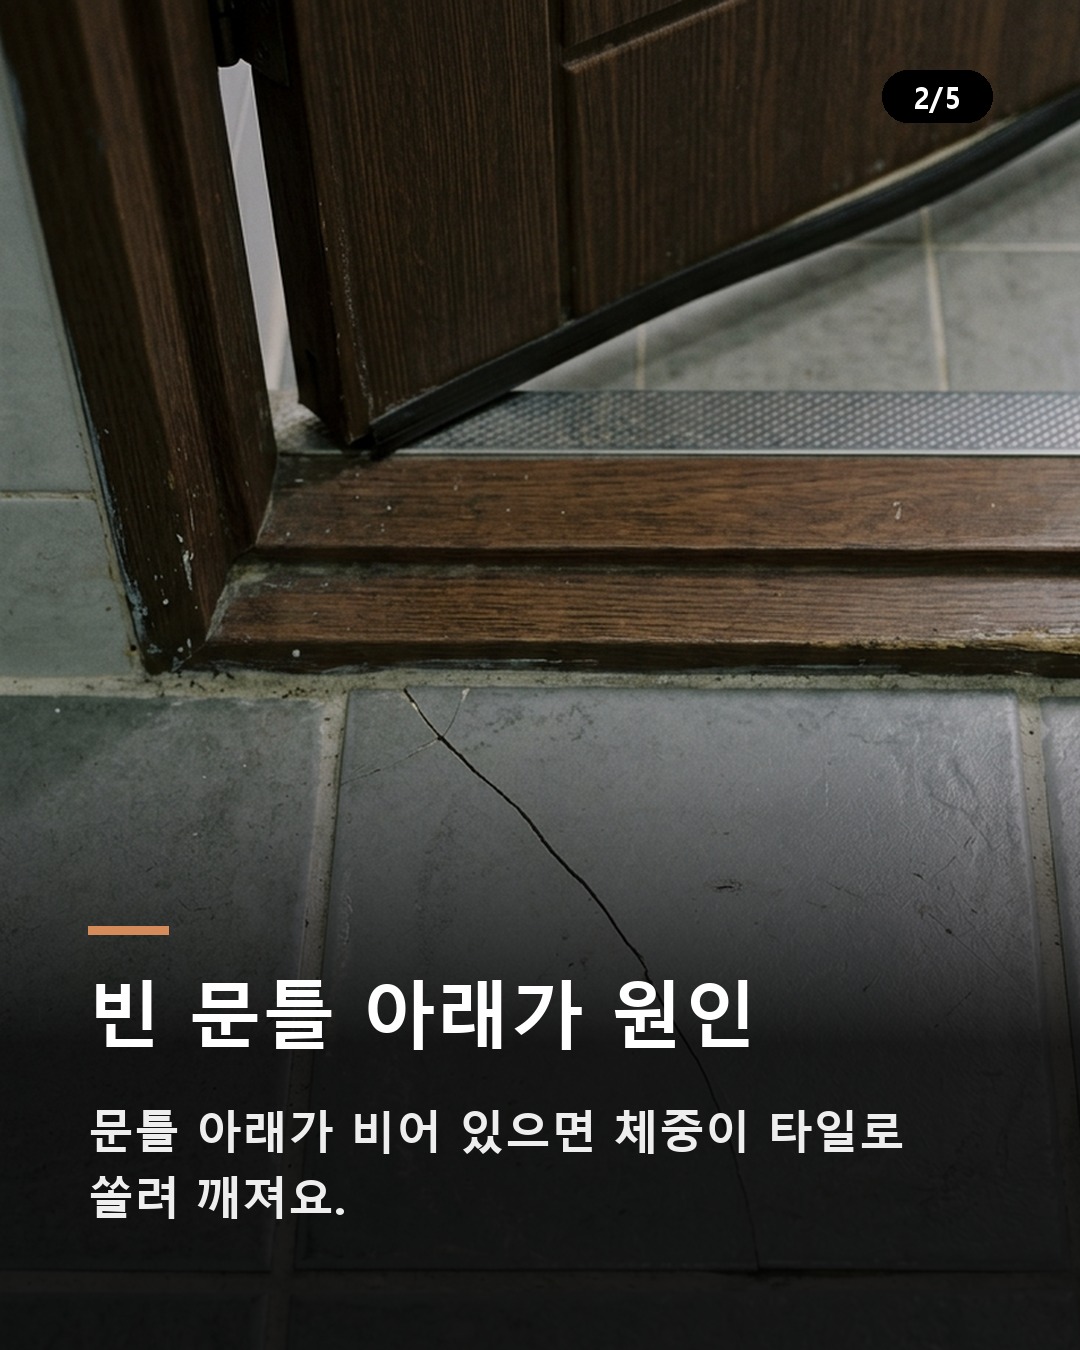 2/5
빈 문틀 아래가 원인
문틀 아래가 비어 있으면 체중이 타일로
쏠려 깨져요.